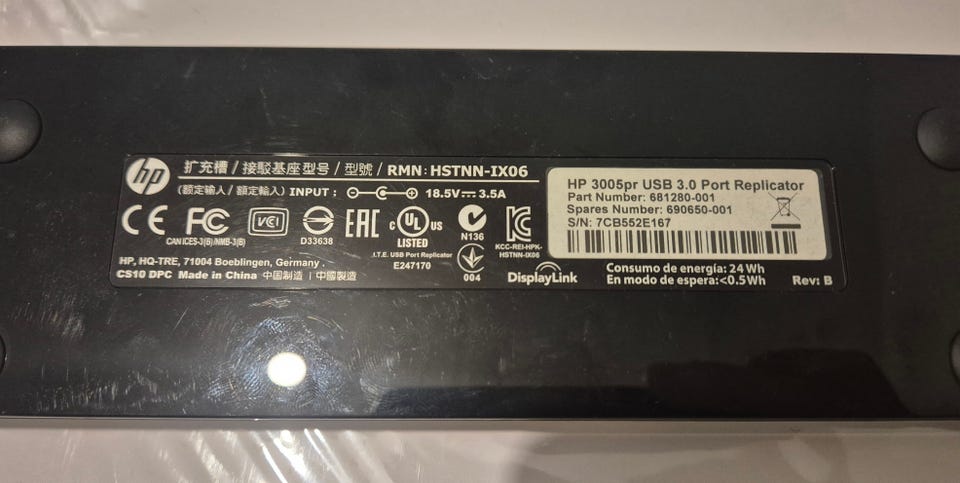 hp 扩充槽 / 接駁基座型号 / 型號 / RMN: HSTNN-IX06
(额定输入 / 額定輸入) INPUT: 18.5V 3.5A
CE FC VCI D33638 EAC c UL US LISTED N136 KCC-REI-HPK-HSTNN-IX06
CAN ICES-3(B)/NMB-3(B)
I.T.E. USB Port Replicator
E247170
004
HP, HQ-TRE, 71004 Boeblingen, Germany.
CS10 DPC Made in China 中国制造 | 中國製造
DisplayLink
HP 3005pr USB 3.0 Port Replicator
Part Number: 681280-001
Spares Number: 690650-001
S/N: 7CB552E167
Consumo de energía: 24 Wh
En modo de espera:<0.5Wh
Rev: B